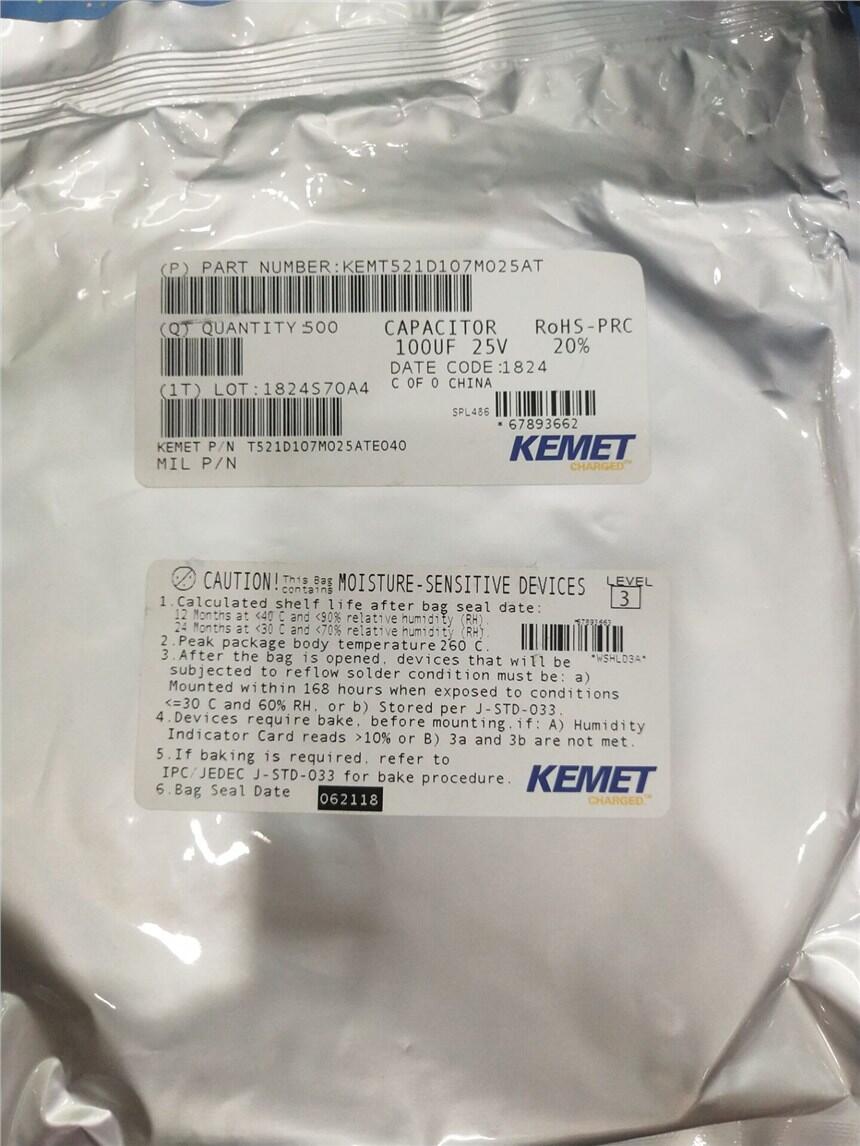 (P) PART NUMBER:KEMT521D107M025AT
(Q) QUANTITY:500 CAPACITOR RoHS-PRC
100UF 25V 20%
DATE CODE:1824
(1T) LOT:1824S70A4 C OF O CHINA
SPL486
*67893662
KEMET P/N T521D107M025ATE040
MIL P/N
KEMET
CHARGED™
CAUTION! This Bag contains MOISTURE-SENSITIVE DEVICES
LEVEL
3
1.Calculated shelf life after bag seal date:
12 Months at <40 C and <90% relative humidity (RH).
24 Months at <30 C and <70% relative humidity (RH).
*67893663
2.Peak package body temperature 260 C.
*WSHLD3A*
3.After the bag is opened, devices that will be
subjected to reflow solder condition must be: a)
Mounted within 168 hours when exposed to conditions
<=30 C and 60% RH, or b) Stored per J-STD-033.
4.Devices require bake, before mounting.if: A) Humidity
Indicator Card reads >10% or B) 3a and 3b are not met.
5.If baking is required, refer to
IPC/JEDEC J-STD-033 for bake procedure.
6.Bag Seal Date 062118
KEMET
CHARGED™